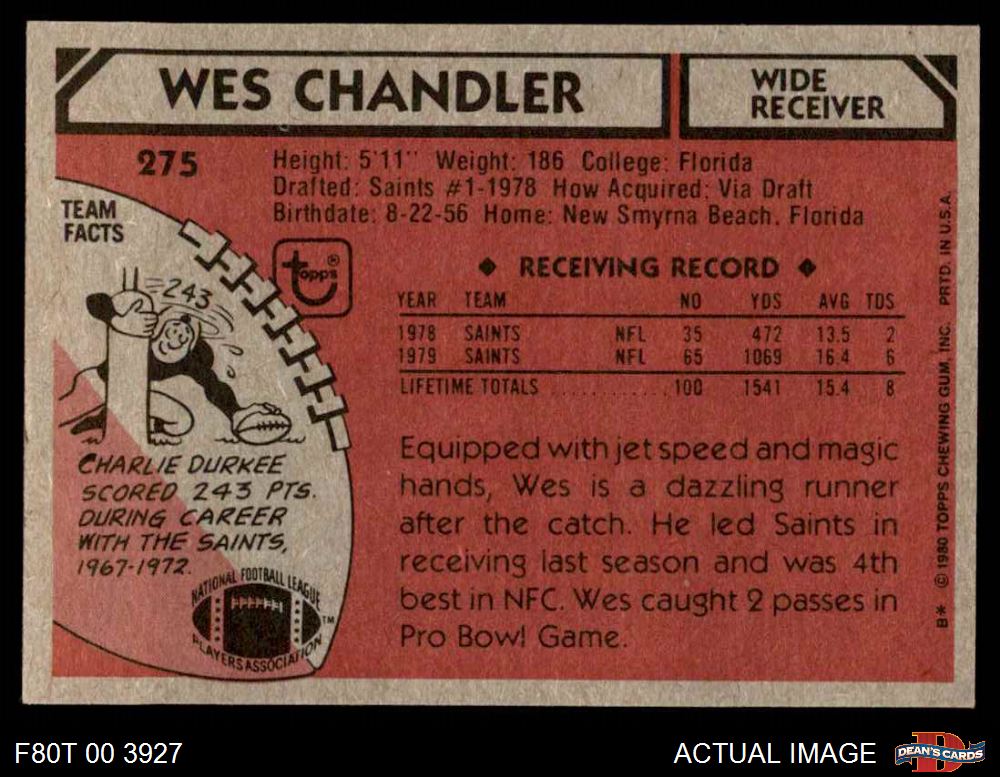 WES CHANDLER
WIDE
RECEIVER
275
Height: 5'11" Weight: 186 College: Florida
Drafted: Saints #1-1978 How Acquired: Via Draft
Birthdate: 8-22-56 Home: New Smyrna Beach, Florida
TEAM
FACTS
243
topps®
CHARLIE DURKEE
SCORED 243 PTS.
DURING CAREER
WITH THE SAINTS,
1967-1972.
NATIONAL FOOTBALL LEAGUE
PLAYERS ASSOCIATION
TM
◆ RECEIVING RECORD ◆
YEAR TEAM NO YDS AVG TDS
1978 SAINTS NFL 35 472 13.5 2
1979 SAINTS NFL 65 1069 16.4 6
LIFETIME TOTALS ............ 100 1541 15.4 8
Equipped with jet speed and magic
hands, Wes is a dazzling runner
after the catch. He led Saints in
receiving last season and was 4th
best in NFC. Wes caught 2 passes in
Pro Bowl Game.
B* © 1980 TOPPS CHEWING GUM, INC. PRTD. IN U.S.A.
F80T 00 3927
ACTUAL IMAGE
DEAN'S CARDS